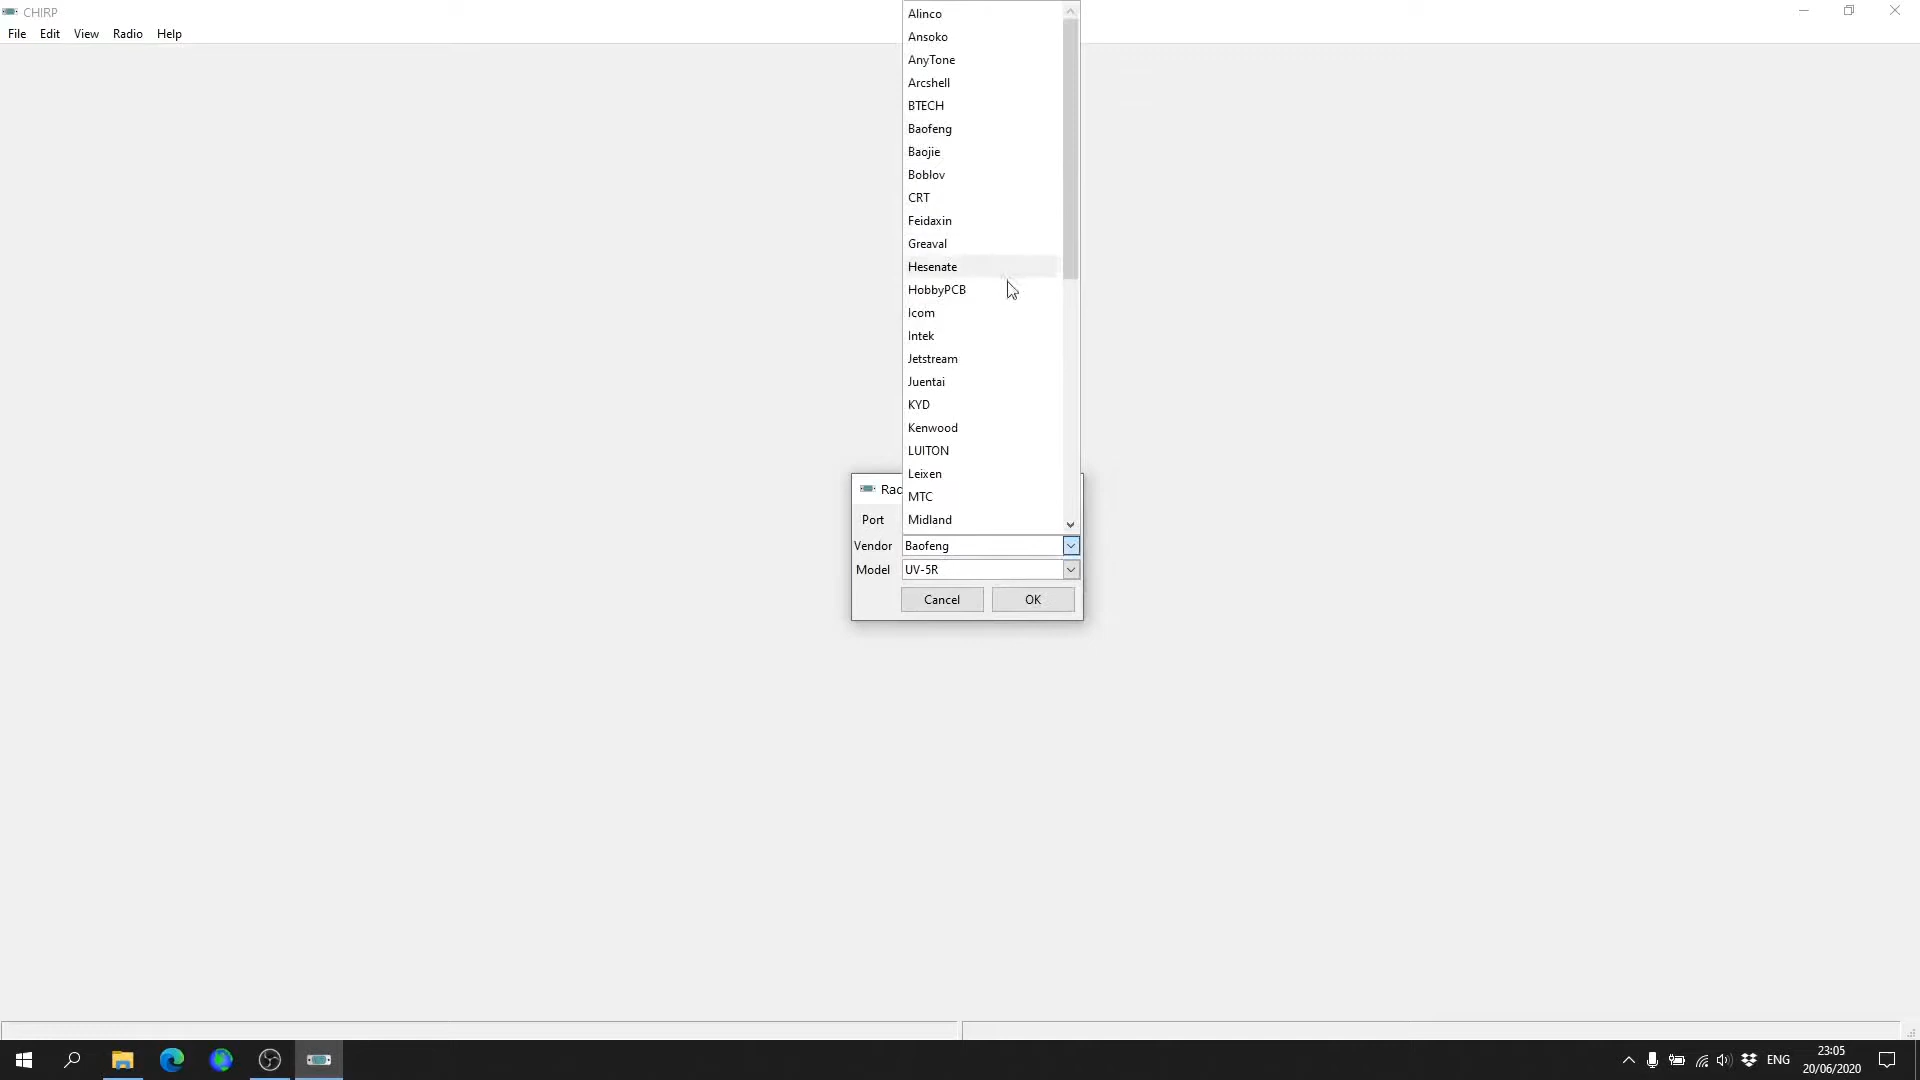 CHIRP
File Edit View Radio Help
Alinco
Ansoko
AnyTone
Arcshell
BTECH
Baofeng
Baojie
Boblov
CRT
Feidaxin
Greaval
Hesenate
HobbyPCB
Icom
Intek
Jetstream
Juentai
KYD
Kenwood
LUITON
Leixen
MTC
Midland
Rad
Port
Vendor Baofeng
Model UV-5R
Cancel OK
ENG
23:05
20/06/2020